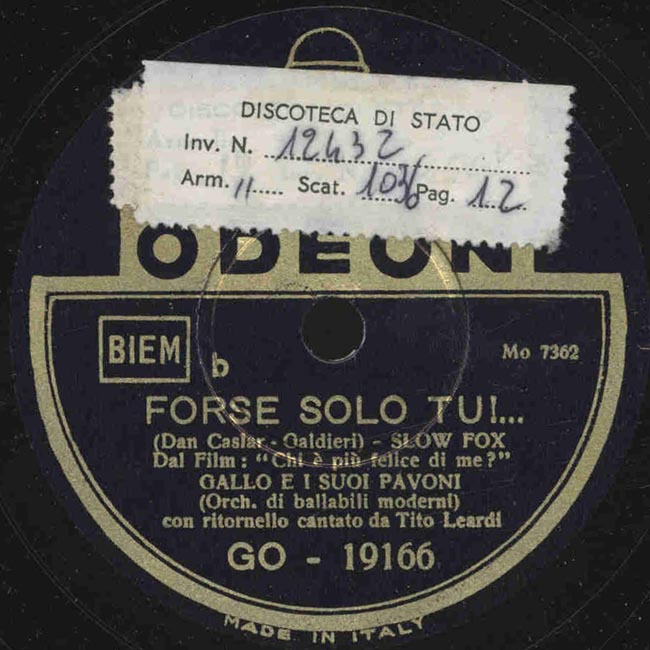 DISCOTECA DI STATO
Inv. N. 12432
Arm. 11 Scat. 1036 Pag. 12
ODEON
BIEM b Mo 7362
FORSE SOLO TU!...
(Dan Caslar - Galdieri) - SLOW FOX
Dal Film: "Chi è più felice di me?"
GALLO E I SUOI PAVONI
(Orch. di ballabili moderni)
con ritornello cantato da Tito Leardi
GO - 19166
MADE IN ITALY